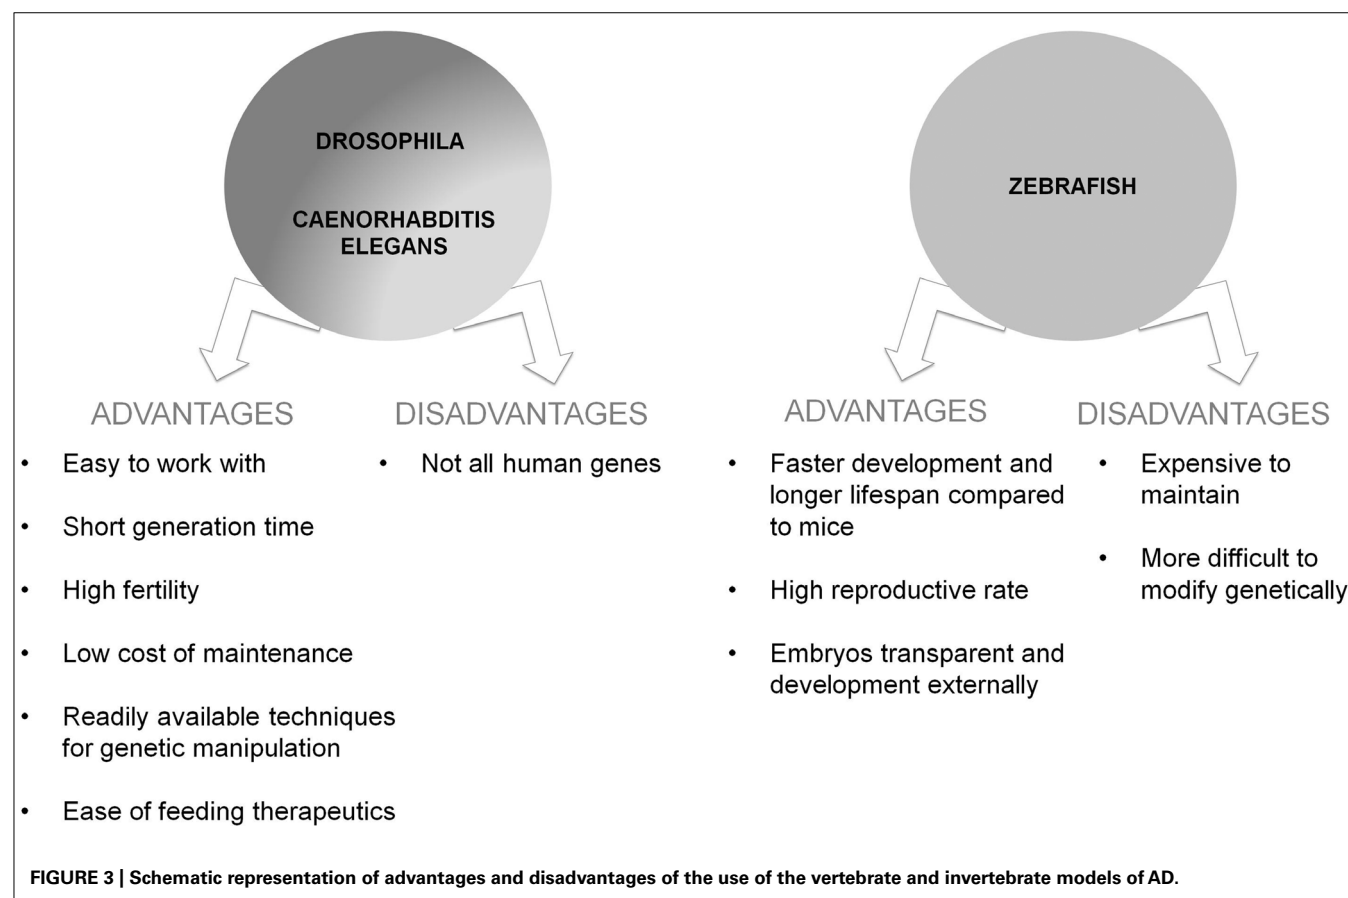 DROSOPHILA
CAENORHABDITIS
ELEGANS
ADVANTAGES
• Easy to work with
• Short generation time
• High fertility
• Low cost of maintenance
• Readily available techniques
for genetic manipulation
• Ease of feeding therapeutics
DISADVANTAGES
• Not all human genes
ZEBRAFISH
ADVANTAGES
• Faster development and
longer lifespan compared
to mice
• High reproductive rate
• Embryos transparent and
development externally
DISADVANTAGES
• Expensive to
maintain
• More difficult to
modify genetically
FIGURE 3 | Schematic representation of advantages and disadvantages of the use of the vertebrate and invertebrate models of AD.